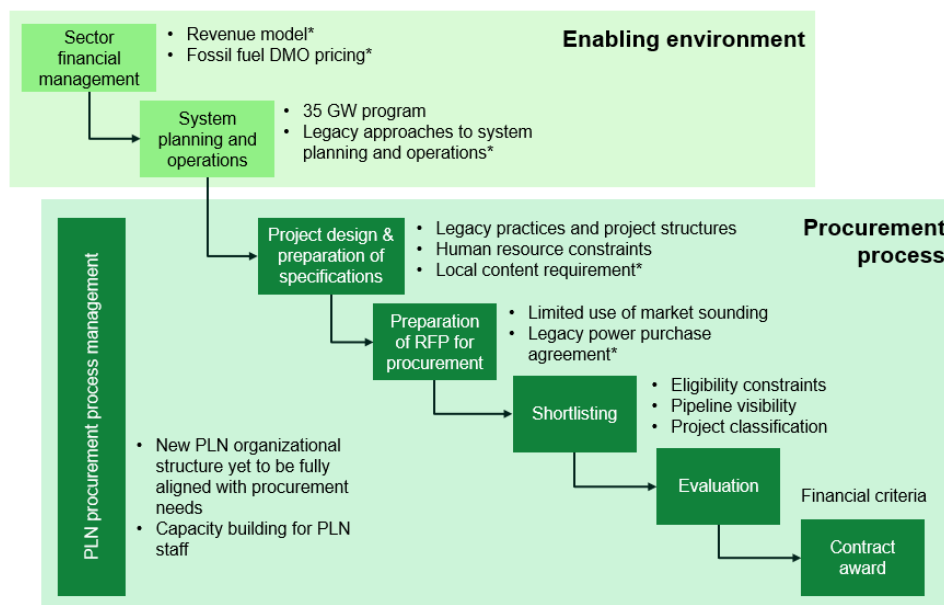 Enabling environment
Sector
financial
management
• Revenue model*
• Fossil fuel DMO pricing*
System
planning and
operations
• 35 GW program
• Legacy approaches to system
planning and operations*
Procurement
process
PLN procurement process management
Project design &
preparation of
specifications
• Legacy practices and project structures
• Human resource constraints
• Local content requirement*
Preparation
of RFP for
procurement
• Limited use of market sounding
• Legacy power purchase
agreement*
Shortlisting
• Eligibility constraints
• Pipeline visibility
• Project classification
• New PLN organizational
structure yet to be fully
aligned with procurement
needs
• Capacity building for PLN
staff
Evaluation
Financial criteria
Contract
award